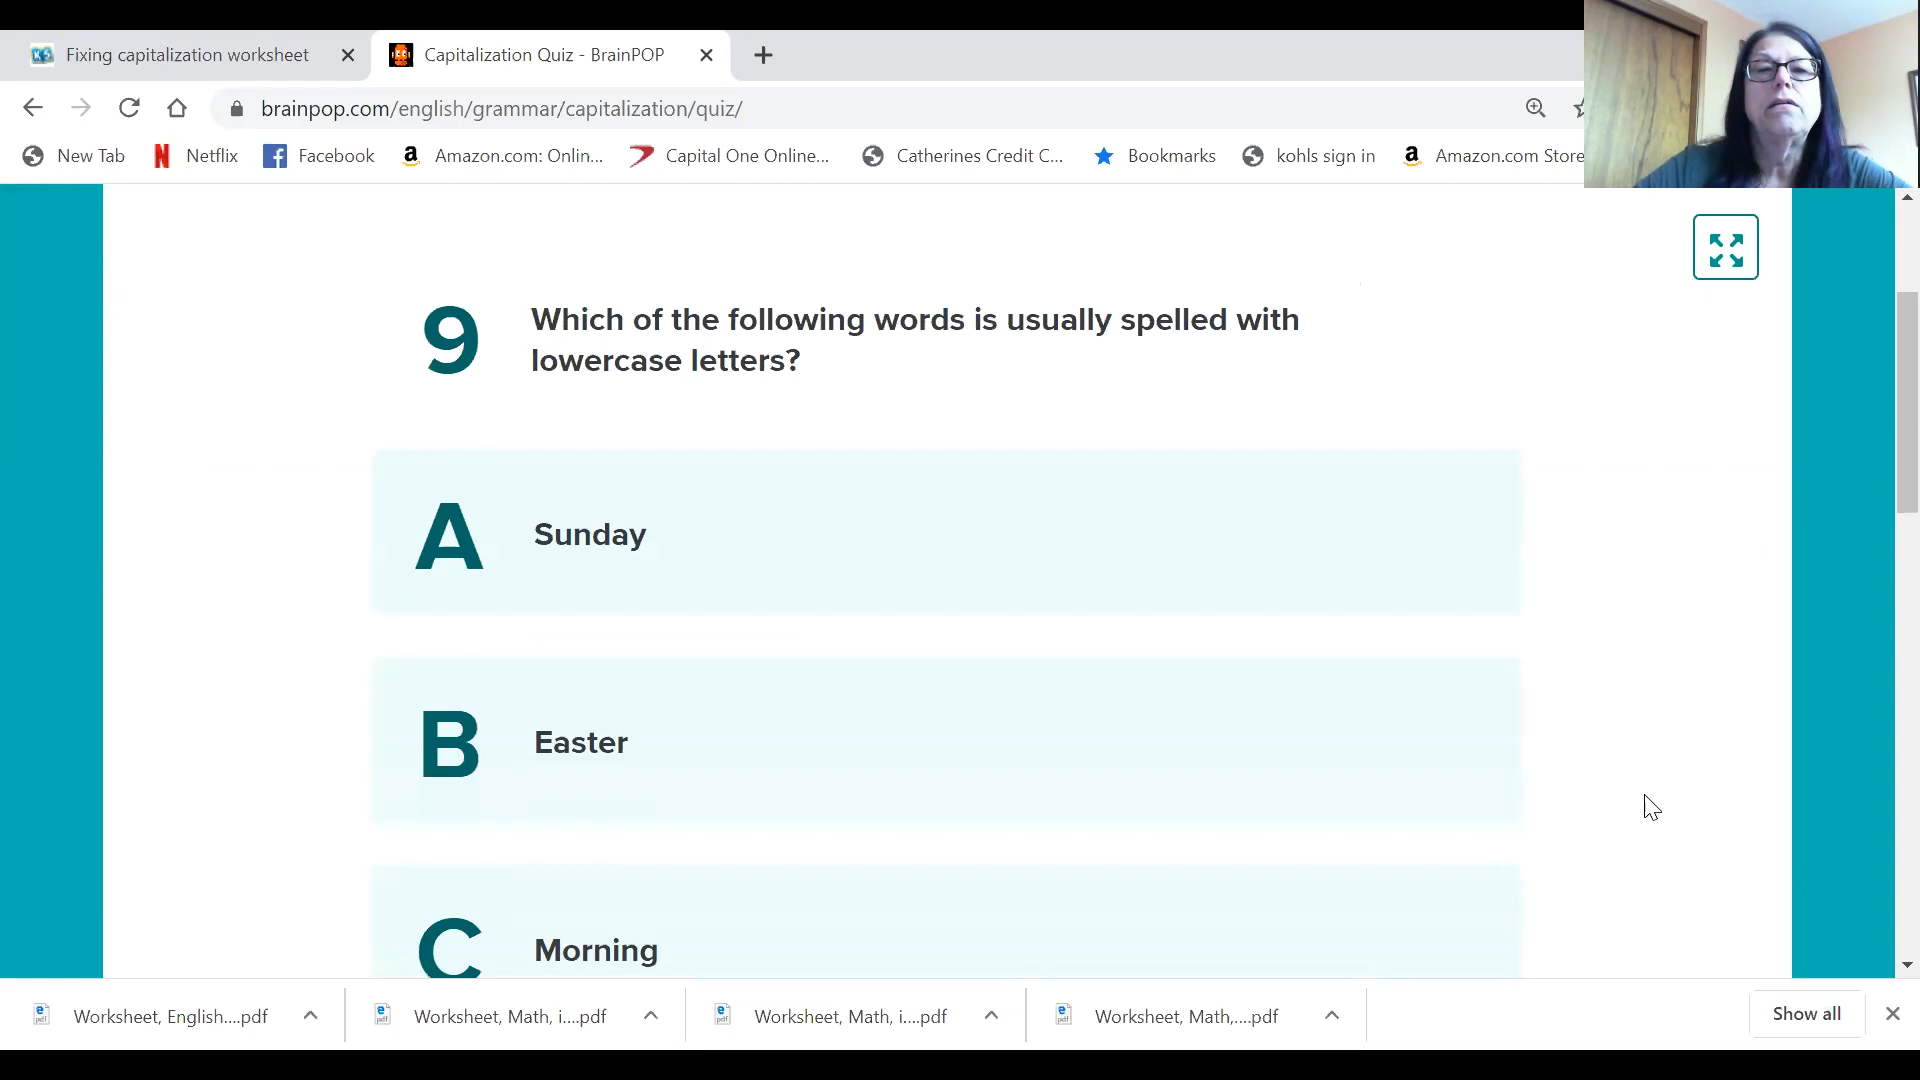 Fixing capitalization worksheet
Capitalization Quiz - BrainPOP
brainpop.com/english/grammar/capitalization/quiz/
New Tab
Netflix
Facebook
Amazon.com: Onlin...
Capital One Online...
Catherines Credit C...
Bookmarks
kohls sign in
Amazon.com Store
9 Which of the following words is usually spelled with
lowercase letters?
A Sunday
B Easter
C Morning
Worksheet, English....pdf
Worksheet, Math, i....pdf
Worksheet, Math, i....pdf
Worksheet, Math,....pdf
Show all